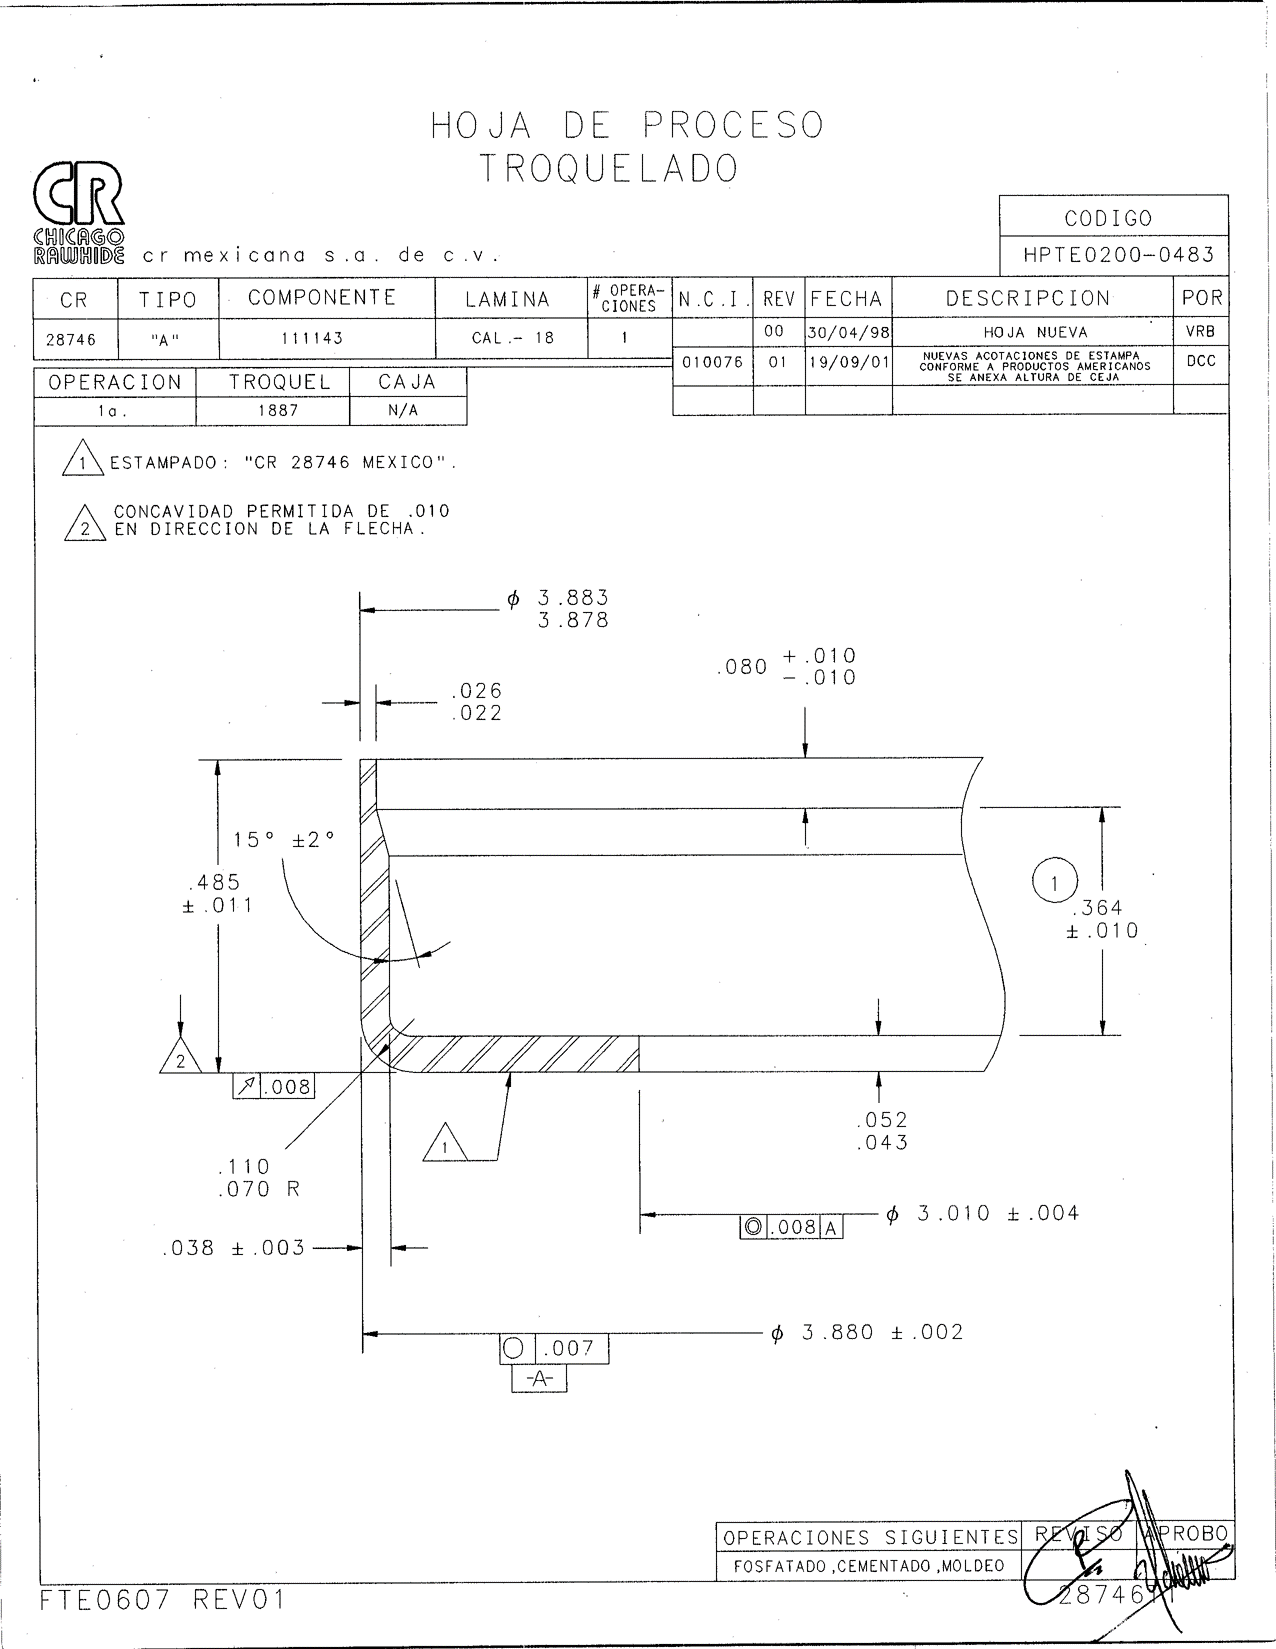 HOJA DE PROCESO
TROQUELADO
CR
CHICAGO
RAWHIDE cr mexicana s.a. de c.v.
CODIGO
HPTE0200-0483
CR TIPO COMPONENTE LAMINA # OPERA-CIONES N.C.I. REV FECHA DESCRIPCION POR
28746 "A" 111143 CAL.- 18 1
00 30/04/98 HOJA NUEVA VRB
010076 01 19/09/01 NUEVAS ACOTACIONES DE ESTAMPA
CONFORME A PRODUCTOS AMERICANOS
SE ANEXA ALTURA DE CEJA DCC
OPERACION TROQUEL CAJA
1a. 1887 N/A
1 ESTAMPADO: "CR 28746 MEXICO".
2 CONCAVIDAD PERMITIDA DE .010
EN DIRECCION DE LA FLECHA.
ϕ 3.883
3.878
.080 +.010
-.010
.026
.022
15° ±2°
.485
±.011
1
.364
±.010
2
.008
.052
.043
1
.110
.070 R
ϕ 3.010 ±.004
◎ .008 A
.038 ±.003
ϕ 3.880 ±.002
○ .007
-A-
OPERACIONES SIGUIENTES REVISO APROBO
FOSFATADO,CEMENTADO,MOLDEO
FTE0607 REV01
28746